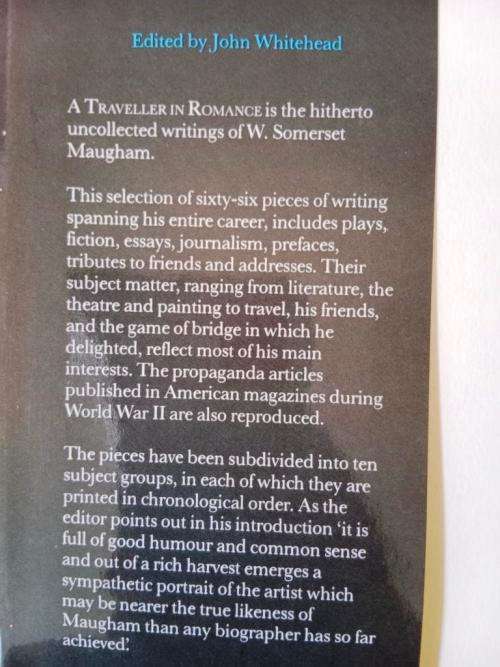 Edited by John Whitehead
A TRAVELLER IN ROMANCE is the hitherto
uncollected writings of W. Somerset
Maugham.
This selection of sixty-six pieces of writing
spanning his entire career, includes plays,
fiction, essays, journalism, prefaces,
tributes to friends and addresses. Their
subject matter, ranging from literature, the
theatre and painting to travel, his friends,
and the game of bridge in which he
delighted, reflect most of his main
interests. The propaganda articles
published in American magazines during
World War II are also reproduced.
The pieces have been subdivided into ten
subject groups, in each of which they are
printed in chronological order. As the
editor points out in his introduction ‘it is
full of good humour and common sense
and out of a rich harvest emerges a
sympathetic portrait of the artist which
may be nearer the true likeness of
Maugham than any biographer has so far
achieved’.